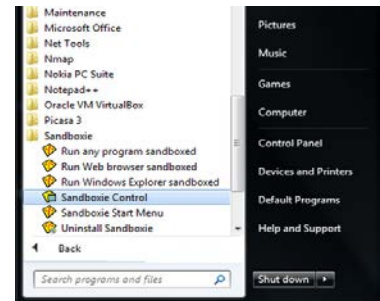 Maintenance
Microsoft Office
Net Tools
Nmap
Nokia PC Suite
Notepad++
Oracle VM VirtualBox
Picasa 3
Sandboxie
Run any program sandboxed
Run Web browser sandboxed
Run Windows Explorer sandboxed
Sandboxie Control
Sandboxie Start Menu
Uninstall Sandboxie
Back
Search programs and files
Pictures
Music
Games
Computer
Control Panel
Devices and Printers
Default Programs
Help and Support
Shut down